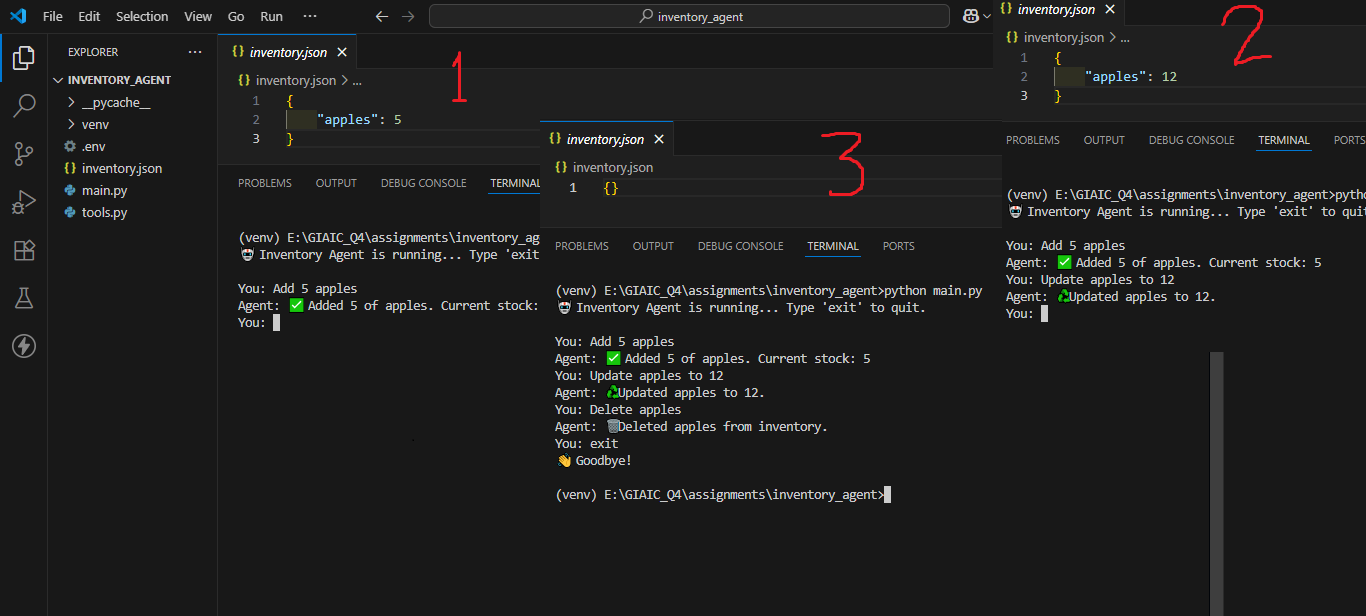 File Edit Selection View Go Run ··· inventory_agent
EXPLORER ···
INVENTORY_AGENT
__pycache__
venv
.env
{} inventory.json
main.py
tools.py
{} inventory.json ×
1
{} inventory.json > ...
1 {
2 "apples": 5
3 }
PROBLEMS OUTPUT DEBUG CONSOLE TERMINAL
(venv) E:\GIAIC_Q4\assignments\inventory_ag
🤖 Inventory Agent is running... Type 'exit
You: Add 5 apples
Agent: ✅ Added 5 of apples. Current stock:
You:
{} inventory.json ×
2
{} inventory.json > ...
1 {
2 "apples": 12
3 }
PROBLEMS OUTPUT DEBUG CONSOLE TERMINAL PORTS
(venv) E:\GIAIC_Q4\assignments\inventory_agent>pytho
🤖 Inventory Agent is running... Type 'exit' to quit
You: Add 5 apples
Agent: ✅ Added 5 of apples. Current stock: 5
You: Update apples to 12
Agent: ♻Updated apples to 12.
You:
{} inventory.json ×
3
{} inventory.json
1 {}
PROBLEMS OUTPUT DEBUG CONSOLE TERMINAL PORTS
(venv) E:\GIAIC_Q4\assignments\inventory_agent>python main.py
🤖 Inventory Agent is running... Type 'exit' to quit.
You: Add 5 apples
Agent: ✅ Added 5 of apples. Current stock: 5
You: Update apples to 12
Agent: ♻Updated apples to 12.
You: Delete apples
Agent: 🗑Deleted apples from inventory.
You: exit
👋 Goodbye!
(venv) E:\GIAIC_Q4\assignments\inventory_agent>